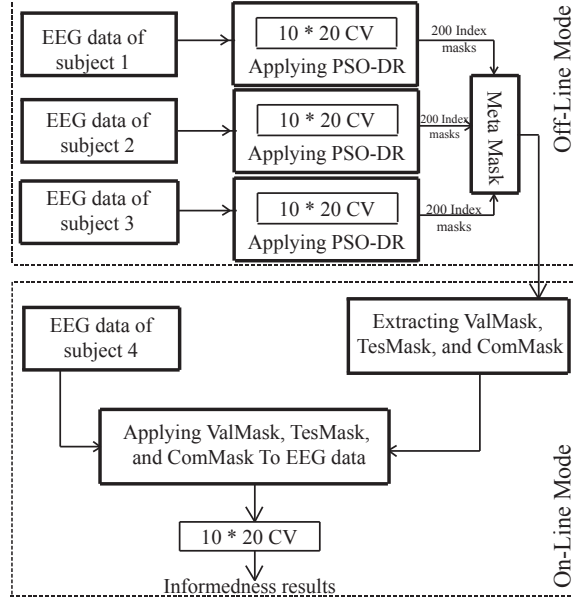 EEG data of
subject 1
10 * 20 CV
Applying PSO-DR
200 Index
masks
EEG data of
subject 2
10 * 20 CV
Applying PSO-DR
200 Index
masks
EEG data of
subject 3
10 * 20 CV
Applying PSO-DR
200 Index
masks
Meta Mask
Off-Line Mode
EEG data of
subject 4
Extracting ValMask,
TesMask, and ComMask
Applying ValMask, TesMask,
and ComMask To EEG data
10 * 20 CV
Informedness results
On-Line Mode